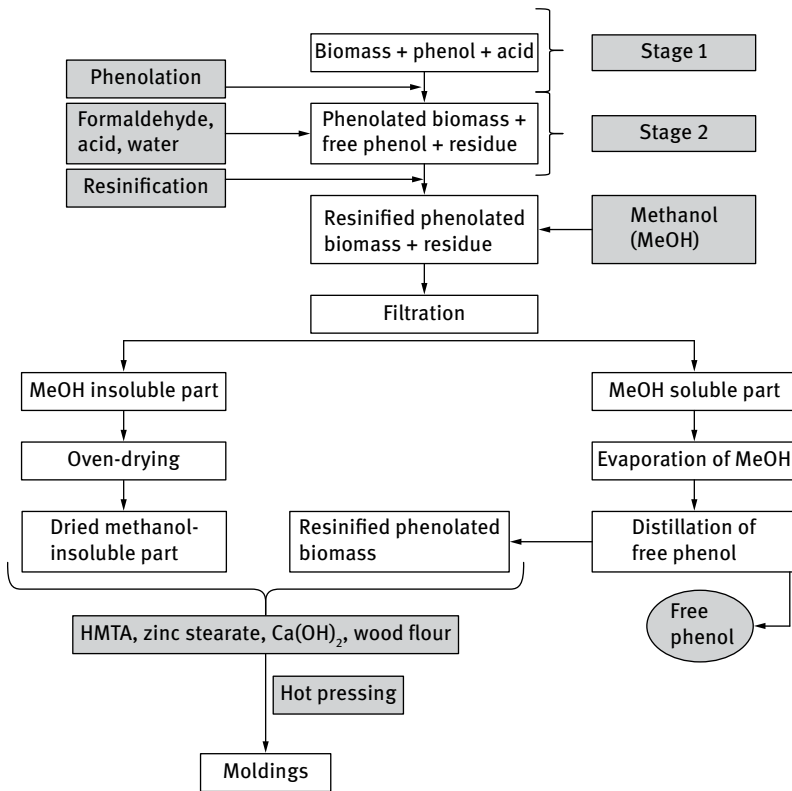 Biomass + phenol + acid
Stage 1
Phenolation
Formaldehyde,
acid, water
Phenolated biomass +
free phenol + residue
Stage 2
Resinification
Resinified phenolated
biomass + residue
Methanol
(MeOH)
Filtration
MeOH insoluble part
MeOH soluble part
Oven-drying
Evaporation of MeOH
Dried methanol-
insoluble part
Resinified phenolated
biomass
Distillation of
free phenol
Free
phenol
HMTA, zinc stearate, Ca(OH)₂, wood flour
Hot pressing
Moldings